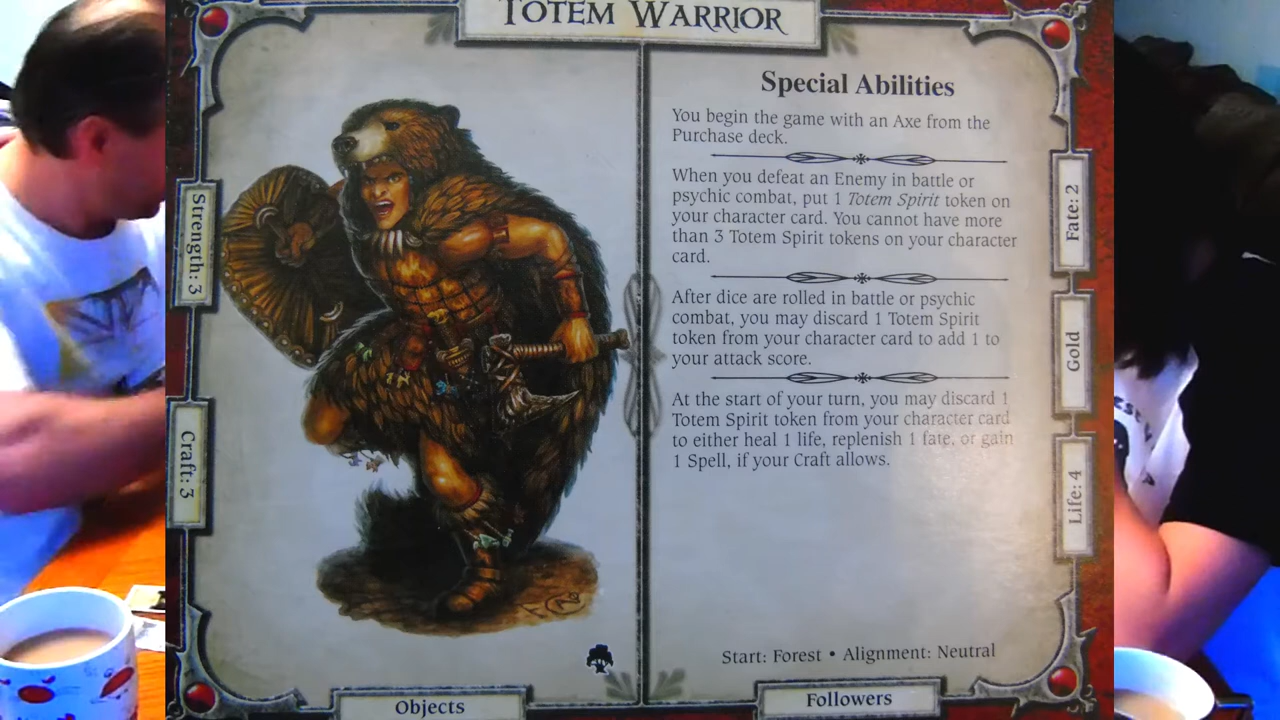 TOTEM WARRIOR
Strength: 3
Craft: 3
Special Abilities
You begin the game with an Axe from the
Purchase deck.
When you defeat an Enemy in battle or
psychic combat, put 1 Totem Spirit token on
your character card. You cannot have more
than 3 Totem Spirit tokens on your character
card.
After dice are rolled in battle or psychic
combat, you may discard 1 Totem Spirit
token from your character card to add 1 to
your attack score.
At the start of your turn, you may discard 1
Totem Spirit token from your character card
to either heal 1 life, replenish 1 fate, or gain
1 Spell, if your Craft allows.
Start: Forest • Alignment: Neutral
Fate: 2
Gold
Life: 4
Objects
Followers